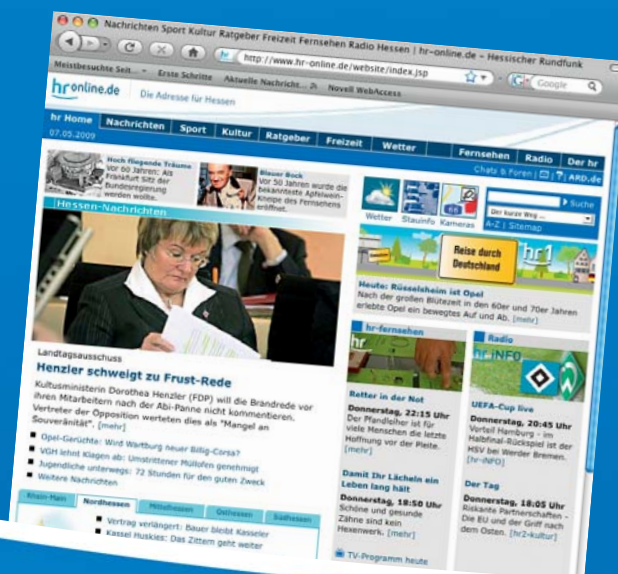 Nachrichten Sport Kultur Ratgeber Freizeit Fernsehen Radio Hessen | hr-online.de – Hessischer Rundfunk
http://www.hr-online.de/website/index.jsp
Google
Meistbesuchte Seit...
Erste Schritte
Aktuelle Nachricht...
Novell WebAccess
hronline.de
Die Adresse für Hessen
hr Home Nachrichten Sport Kultur Ratgeber Freizeit Wetter Fernsehen Radio Der hr
07.05.2009
Chats & Foren | ? | ARD.de
Hoch fliegende Träume
Vor 60 Jahren: Als
Frankfurt Sitz der
Bundesregierung
werden wollte.
Blauer Bock
Vor 50 Jahren wurde die
bekannteste Apfelwein-
Kneipe des Fernsehens
eröffnet.
Wetter
Stauinfo
66
Kameras
Suche
Der kurze Weg ...
A-Z | Sitemap
Hessen-Nachrichten
Landtagsausschuss
Henzler schweigt zu Frust-Rede
Kultusministerin Dorothea Henzler (FDP) will die Brandrede vor
ihren Mitarbeitern nach der Abi-Panne nicht kommentieren.
Vertreter der Opposition werteten dies als "Mangel an
Souveränität". [mehr]
Opel-Gerüchte: Wird Wartburg neuer Billig-Corsa?
VGH lehnt Klagen ab: Umstrittener Müllofen genehmigt
Jugendliche unterwegs: 72 Stunden für den guten Zweck
Weitere Nachrichten
Rhein-Main
Nordhessen
Mittelhessen
Osthessen
Südhessen
Vertrag verlängert: Bauer bleibt Kasseler
Kassel Huskies: Das Zittern geht weiter
Reise durch
Deutschland
hr1
Heute: Rüsselsheim ist Opel
Nach der großen Blütezeit in den 60er und 70er Jahren
erlebte Opel ein bewegtes Auf und Ab. [mehr]
hr-fernsehen
hr
Retter in der Not
Donnerstag, 22:15 Uhr
Der Pfandleiher ist für
viele Menschen die letzte
Hoffnung vor der Pleite.
[mehr]
Damit Ihr Lächeln ein
Leben lang hält
Donnerstag, 18:50 Uhr
Schöne und gesunde
Zähne sind kein
Hexenwerk. [mehr]
TV-Programm heute
Radio
hr iNFO
UEFA-Cup live
Donnerstag, 20:45 Uhr
Vorteil Hamburg - im
Halbfinal-Rückspiel ist der
HSV bei Werder Bremen.
[hr-iNFO]
Der Tag
Donnerstag, 18:05 Uhr
Riskante Partnerschaften -
Die EU und der Griff nach
dem Osten. [hr2-kultur]